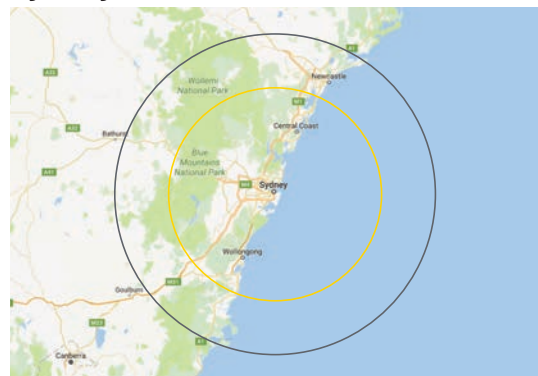 A1
Newcastle
A15
Wollemi
National Park
M1
Central Coast
A32
Bathurst
Blue
Mountains
National Park
A41
M4
Sydney
Wollongong
M31
Goulburn
M23
A1
Canberra